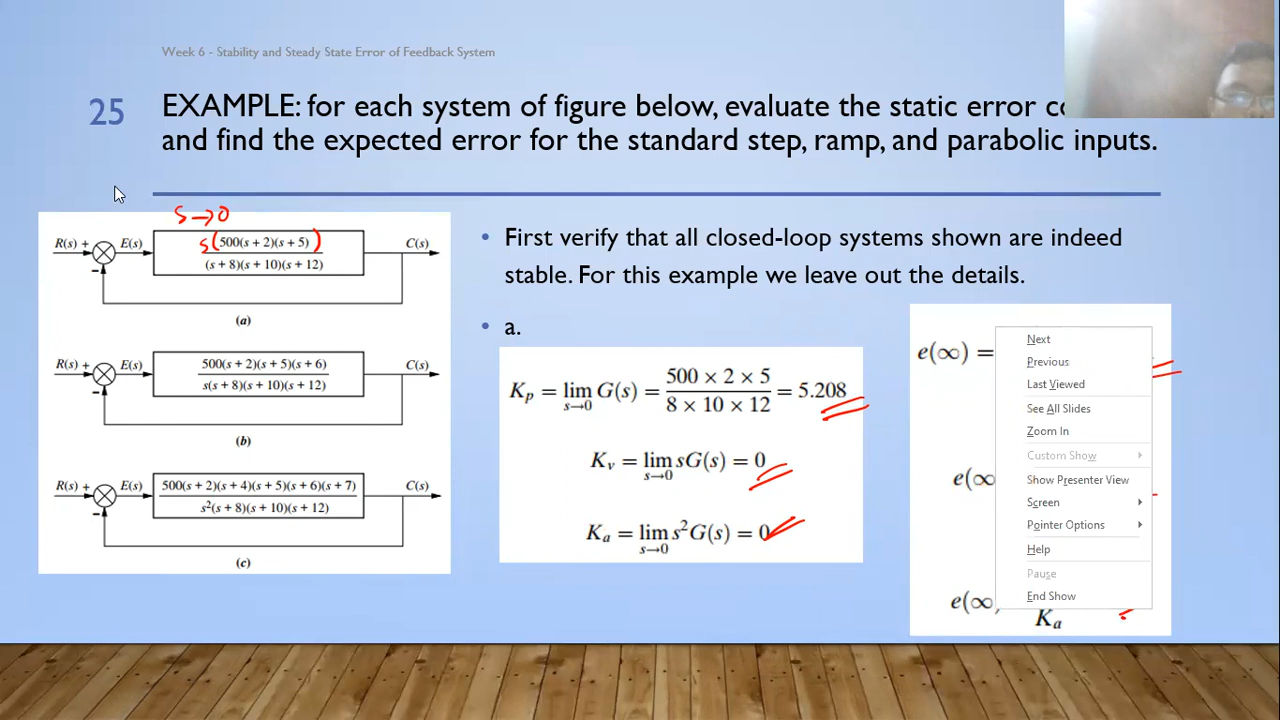 Week 6 - Stability and Steady State Error of Feedback System
25
EXAMPLE: for each system of figure below, evaluate the static error
and find the expected error for the standard step, ramp, and parabolic inputs.
s→0
R(s) + E(s) s(500(s + 2)(s + 5)) / (s + 8)(s + 10)(s + 12) C(s)
−
(a)
R(s) + E(s) 500(s + 2)(s + 5)(s + 6) / s(s + 8)(s + 10)(s + 12) C(s)
−
(b)
R(s) + E(s) 500(s + 2)(s + 4)(s + 5)(s + 6)(s + 7) / s²(s + 8)(s + 10)(s + 12) C(s)
−
(c)
• First verify that all closed-loop systems shown are indeed
stable. For this example we leave out the details.
• a.
Kp = lim s→0 G(s) = 500 × 2 × 5 / 8 × 10 × 12 = 5.208
Kv = lim s→0 sG(s) = 0
Ka = lim s→0 s²G(s) = 0
e(∞) =
e(∞
e(∞)
Ka
Next
Previous
Last Viewed
See All Slides
Zoom In
Custom Show
Show Presenter View
Screen
Pointer Options
Help
Pause
End Show